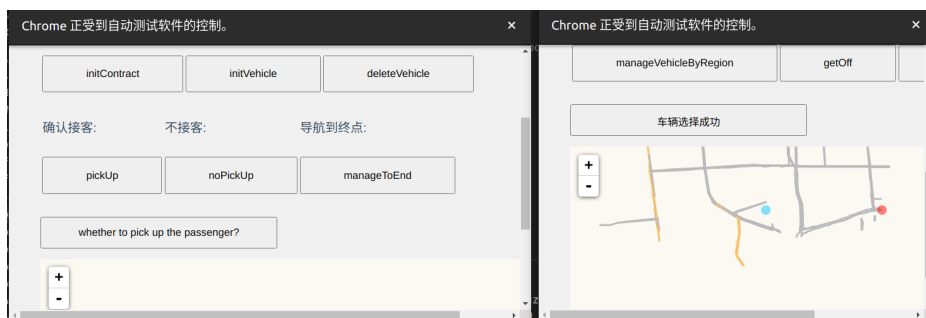 Chrome 正受到自动测试软件的控制。 ×
initContract initVehicle deleteVehicle
确认接客: 不接客: 导航到终点:
pickUp noPickUp manageToEnd
whether to pick up the passenger?
+
-
Chrome 正受到自动测试软件的控制。 ×
manageVehicleByRegion getOff
车辆选择成功
+
-